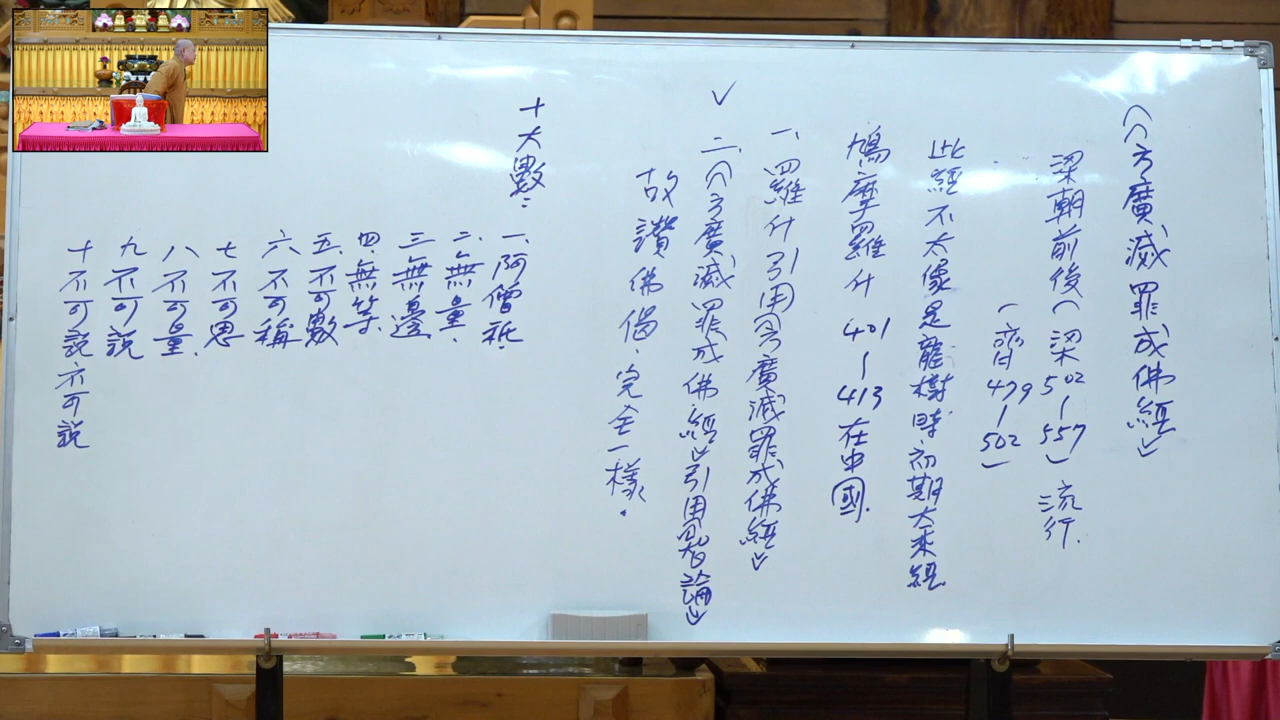 《方廣滅罪成佛經》
梁朝前後(梁502－557)流行.
(齊479－502)
此經不太像是龍樹時初期大乘經
鳩摩羅什 401－413在中國.
一、羅什引用《方廣滅罪成佛經》
✓二、《方廣滅罪成佛經》引用《智論》
故讚佛偈,完全一樣.
十大數:
一、阿僧祇.
二、無量.
三、無邊
四、無等.
五、不可數
六 不可稱
七 不可思
八 不可量.
九 不可說
十 不可說不可說